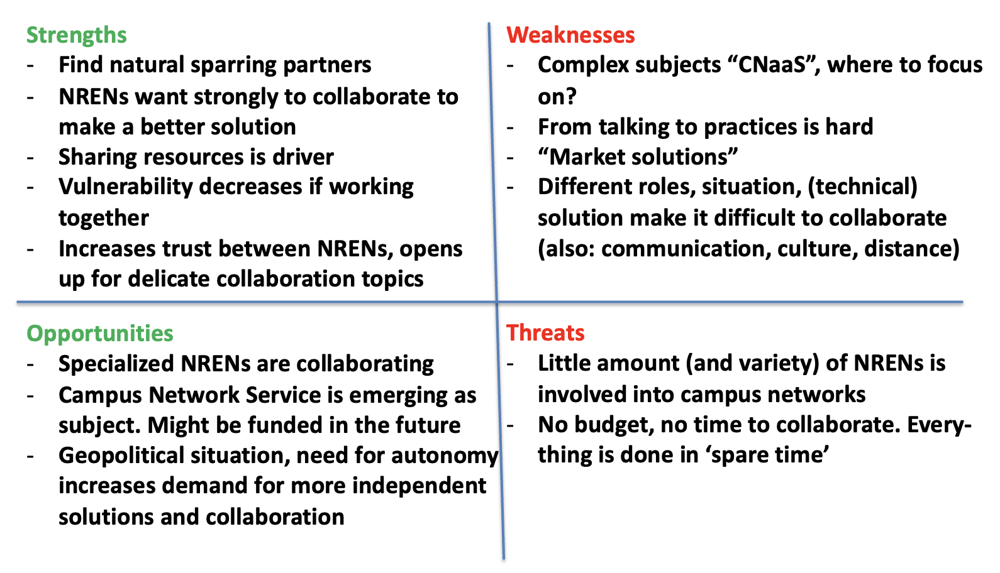 Strengths
- Find natural sparring partners
- NRENs want strongly to collaborate to
make a better solution
- Sharing resources is driver
- Vulnerability decreases if working
together
- Increases trust between NRENs, opens
up for delicate collaboration topics
Weaknesses
- Complex subjects “CNaaS”, where to focus
on?
- From talking to practices is hard
- “Market solutions”
- Different roles, situation, (technical)
solution make it difficult to collaborate
(also: communication, culture, distance)
Opportunities
- Specialized NRENs are collaborating
- Campus Network Service is emerging as
subject. Might be funded in the future
- Geopolitical situation, need for autonomy
increases demand for more independent
solutions and collaboration
Threats
- Little amount (and variety) of NRENs is
involved into campus networks
- No budget, no time to collaborate. Every-
thing is done in ‘spare time’